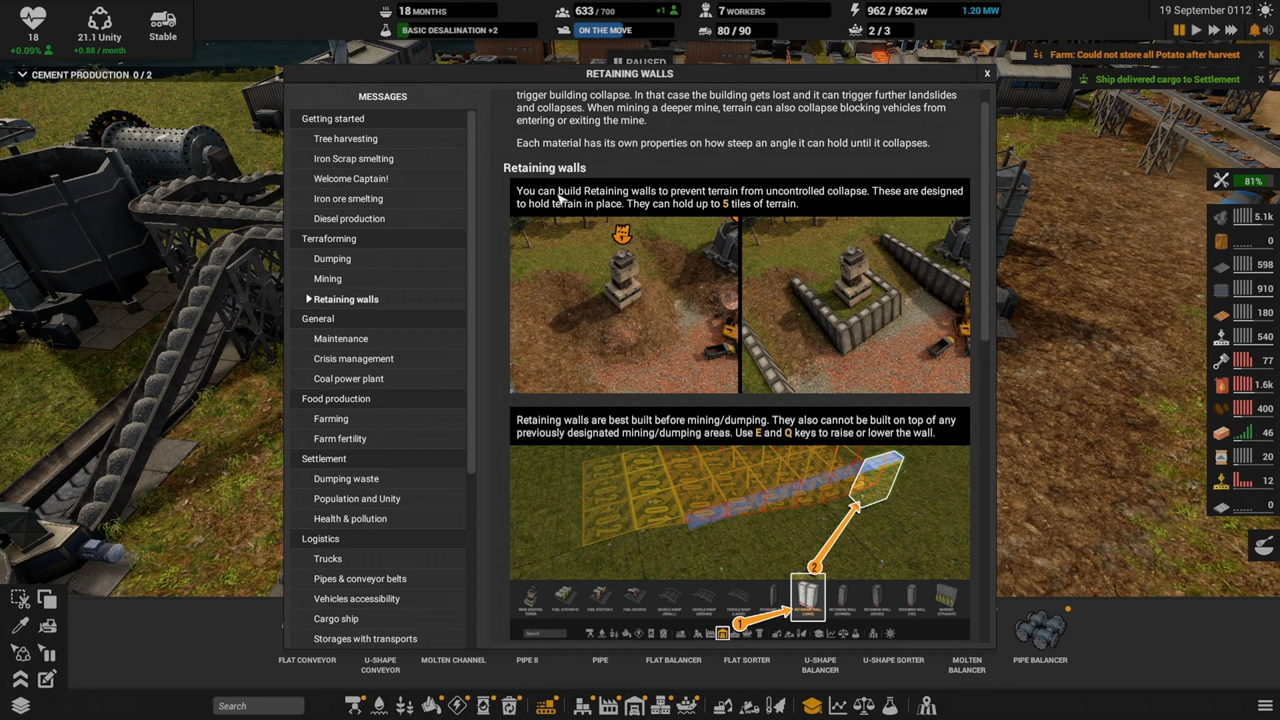 18 MONTHS
633 / 700
+1
7 WORKERS
962 / 962 KW
1.20 MW
19 September 0112
18
+0.09%
21.1 Unity
+0.88 / month
Stable
BASIC DESALINATION +2
ON THE MOVE
80 / 90
2 / 3
PAUSED
Farm: Could not store all Potato after harvest
X
Ship delivered cargo to Settlement
X
CEMENT PRODUCTION 0 / 2
RETAINING WALLS
X
MESSAGES
Getting started
Tree harvesting
Iron Scrap smelting
Welcome Captain!
Iron ore smelting
Diesel production
Terraforming
Dumping
Mining
Retaining walls
General
Maintenance
Crisis management
Coal power plant
Food production
Farming
Farm fertility
Settlement
Dumping waste
Population and Unity
Health & pollution
Logistics
Trucks
Pipes & conveyor belts
Vehicles accessibility
Cargo ship
Storages with transports
trigger building collapse. In that case the building gets lost and it can trigger further landslides
and collapses. When mining a deeper mine, terrain can also collapse blocking vehicles from
entering or exiting the mine.
Each material has its own properties on how steep an angle it can hold until it collapses.
Retaining walls
You can build Retaining walls to prevent terrain from uncontrolled collapse. These are designed
to hold terrain in place. They can hold up to 5 tiles of terrain.
Retaining walls are best built before mining/dumping. They also cannot be built on top of any
previously designated mining/dumping areas. Use E and Q keys to raise or lower the wall.
2
1
Search
81%
5.1k
0
598
910
180
540
77
1.6k
400
46
20
12
0
FLAT CONVEYOR
U-SHAPE
CONVEYOR
MOLTEN CHANNEL
PIPE II
PIPE
FLAT BALANCER
FLAT SORTER
U-SHAPE
BALANCER
U-SHAPE SORTER
MOLTEN
BALANCER
PIPE BALANCER
Search